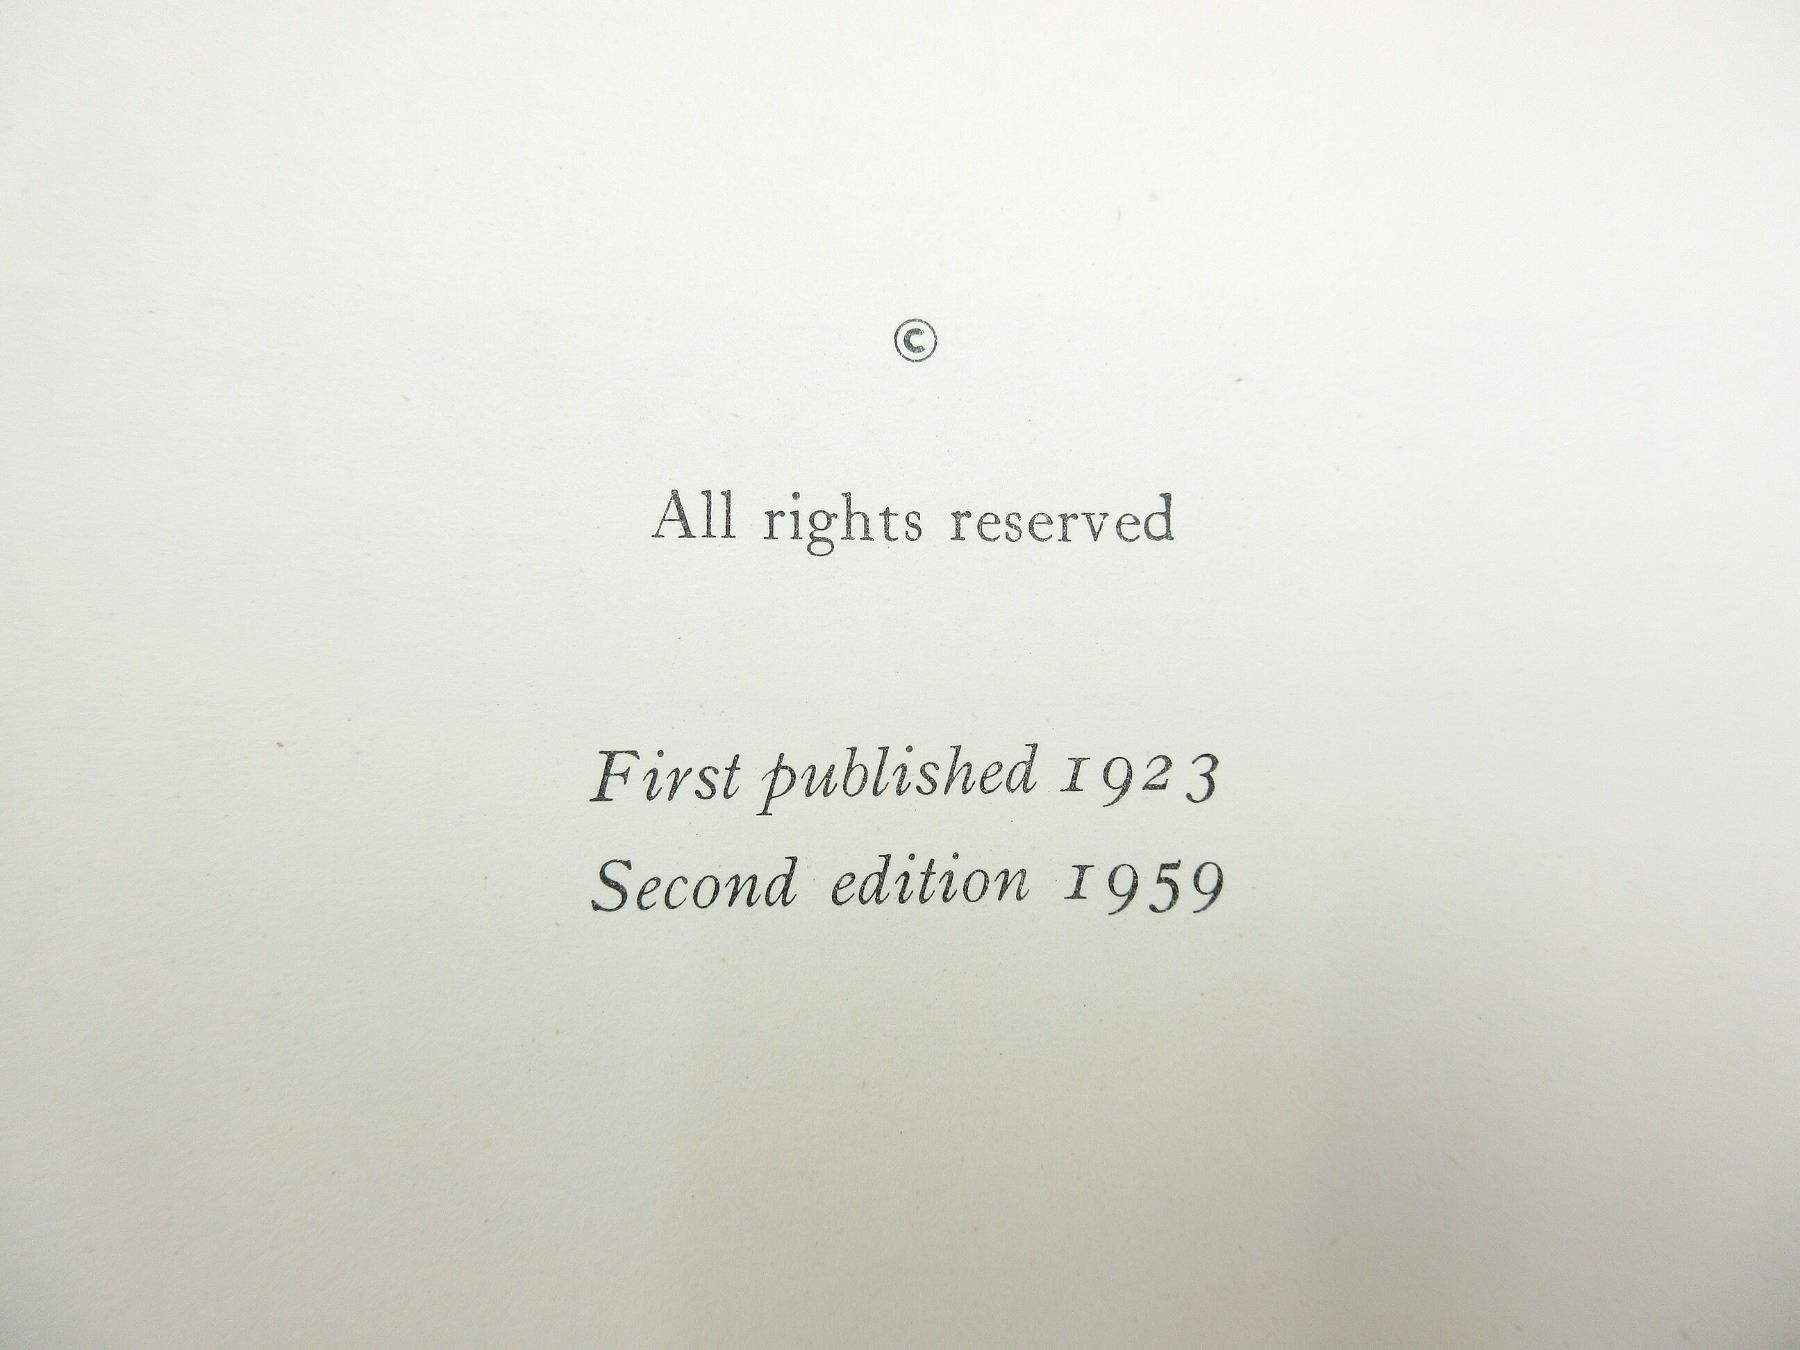 ©
All rights reserved
First published 1923
Second edition 1959